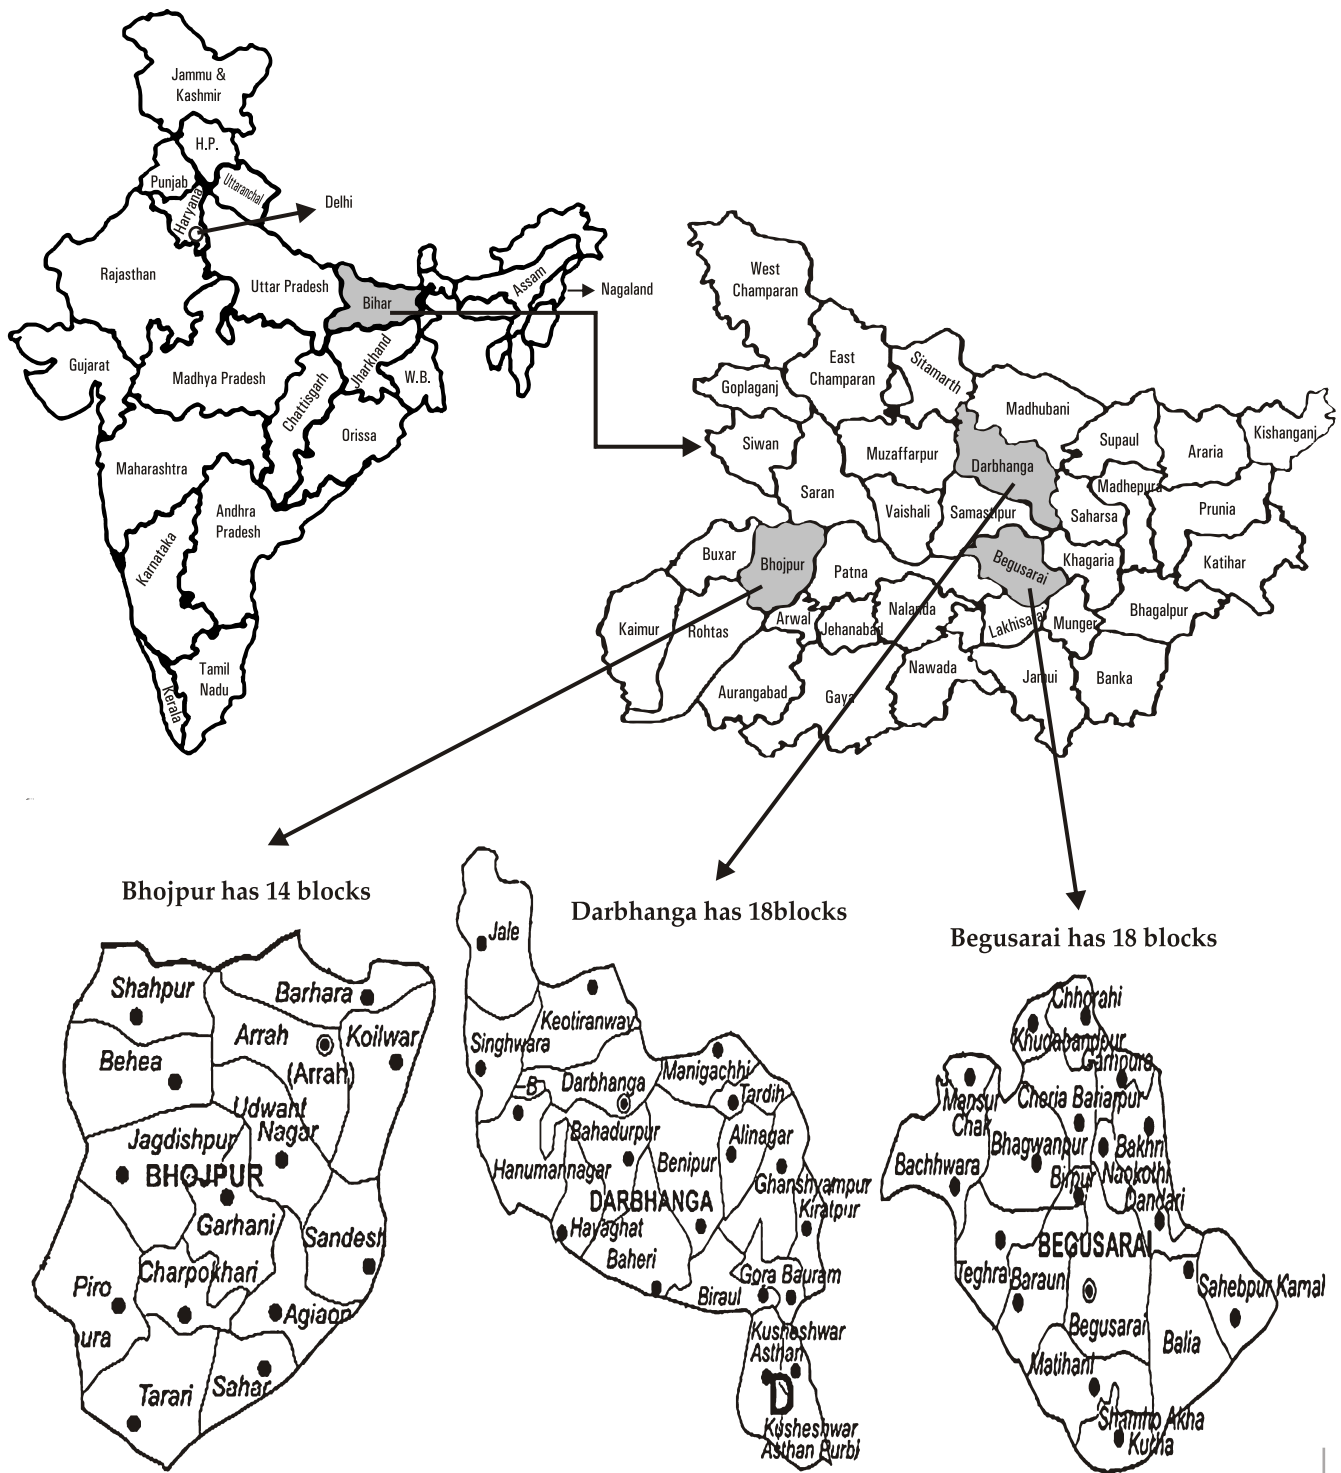 Jammu &
Kashmir
H.P.
Punjab
Uttaranchal
Haryana
Delhi
Rajasthan
Uttar Pradesh
Bihar
Assam
Nagaland
Gujarat
Madhya Pradesh
Chattisgarh
Jharkhand
W.B.
Orissa
Maharashtra
Andhra
Pradesh
Karnataka
Tamil
Nadu
Kerala
West
Champaran
East
Champaran
Sitamarth
Goplaganj
Madhubani
Siwan
Muzaffarpur
Darbhanga
Supaul
Araria
Kishanganj
Saran
Vaishali
Samastipur
Madhepura
Saharsa
Prunia
Buxar
Bhojpur
Patna
Begusarai
Khagaria
Katihar
Kaimur
Rohtas
Arwal
Jehanabad
Nalanda
Lakhisarai
Munger
Bhagalpur
Aurangabad
Gaya
Nawada
Jamui
Banka
Bhojpur has 14 blocks
Shahpur
Barhara
Arrah
Koilwar
Behea
(Arrah)
Udwant
Nagar
Jagdishpur
BHOJPUR
Garhani
Sandesh
Charpokhari
Piro
Agiaon
ura
Tarari
Sahar
Darbhanga has 18blocks
Jale
Keotiranway
Singhwara
Manigachhi
B
Darbhanga
Tardih
Bahadurpur
Alinagar
Hanumannagar
Benipur
Ghanshyampur
DARBHANGA
Kiratpur
Hayaghat
Baheri
Gora Bauram
Biraul
Kusheshwar
Asthan
D
Kusheshwar
Asthan Purbi
Begusarai has 18 blocks
Chhorahi
Khudabanpur
Garhpura
Mansur
Chak
Cheria Bariarpur
Bhagwanpur
Bakhri
Bachhwara
Birpur
Naokothi
Dandari
BEGUSARAI
Teghra
Barauni
Sahebpur Kamal
Begusarai
Balia
Matihani
Shamho Akha
Kurha